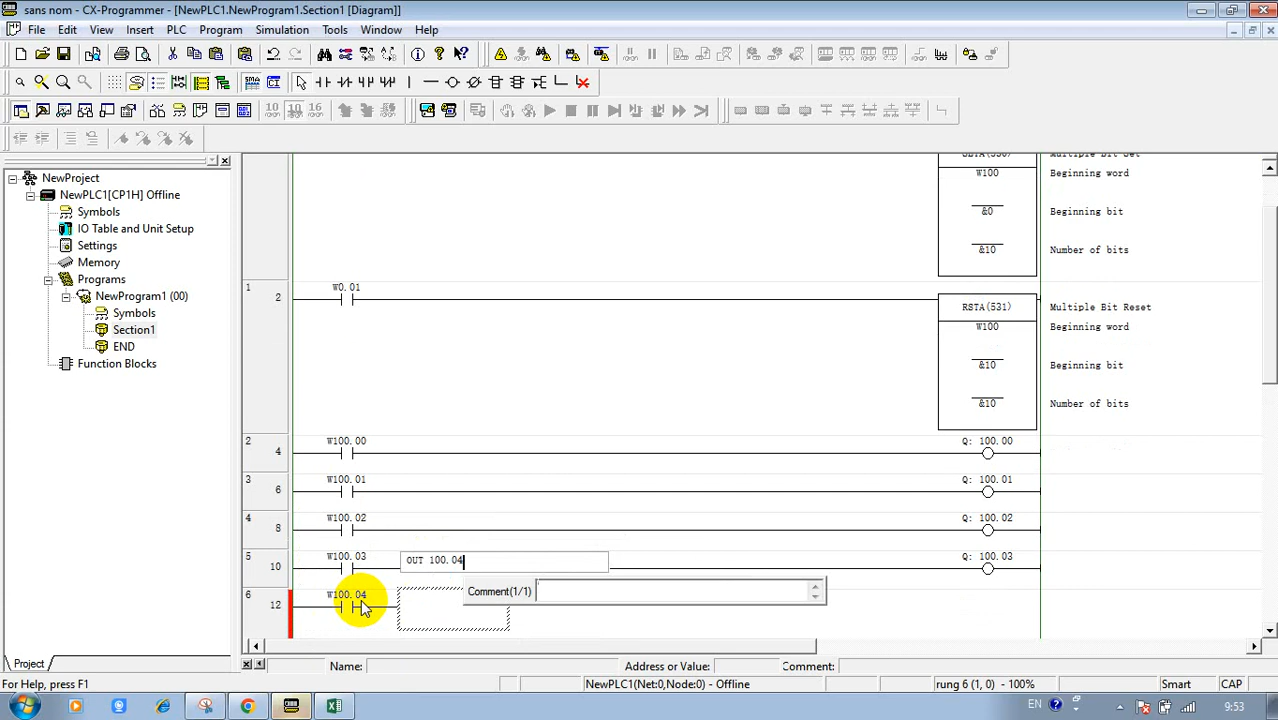 sans nom - CX-Programmer - [NewPLC1.NewProgram1.Section1 [Diagram]]
File Edit View Insert PLC Program Simulation Tools Window Help
10 10 16
NewProject
NewPLC1[CP1H] Offline
Symbols
IO Table and Unit Setup
Settings
Memory
Programs
NewProgram1 (00)
Symbols
Section1
END
Function Blocks
Project
Multiple Bit Set
W100 Beginning word
&0 Beginning bit
&10 Number of bits
1
2
W0.01
RSTA(531) Multiple Bit Reset
W100 Beginning word
&10 Beginning bit
&10 Number of bits
2 W100.00 Q: 100.00
4
3 W100.01 Q: 100.01
6
4 W100.02 Q: 100.02
8
5 W100.03 OUT 100.04 Q: 100.03
10
Comment(1/1)
6 W100.04
12
Name: Address or Value: Comment:
For Help, press F1 NewPLC1(Net:0,Node:0) - Offline rung 6 (1, 0) - 100% Smart CAP
EN 9:53